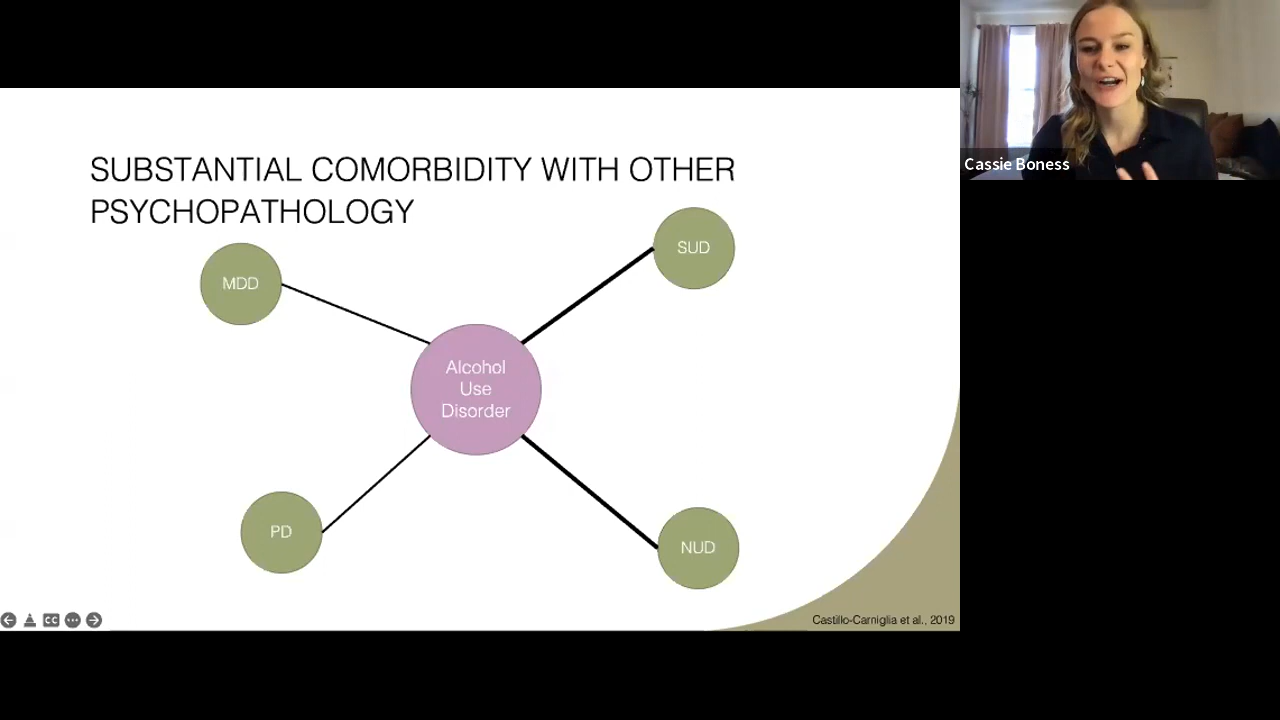 SUBSTANTIAL COMORBIDITY WITH OTHER
PSYCHOPATHOLOGY
MDD
SUD
Alcohol
Use
Disorder
PD
NUD
CC
Castillo-Carniglia et al., 2019
Cassie Boness